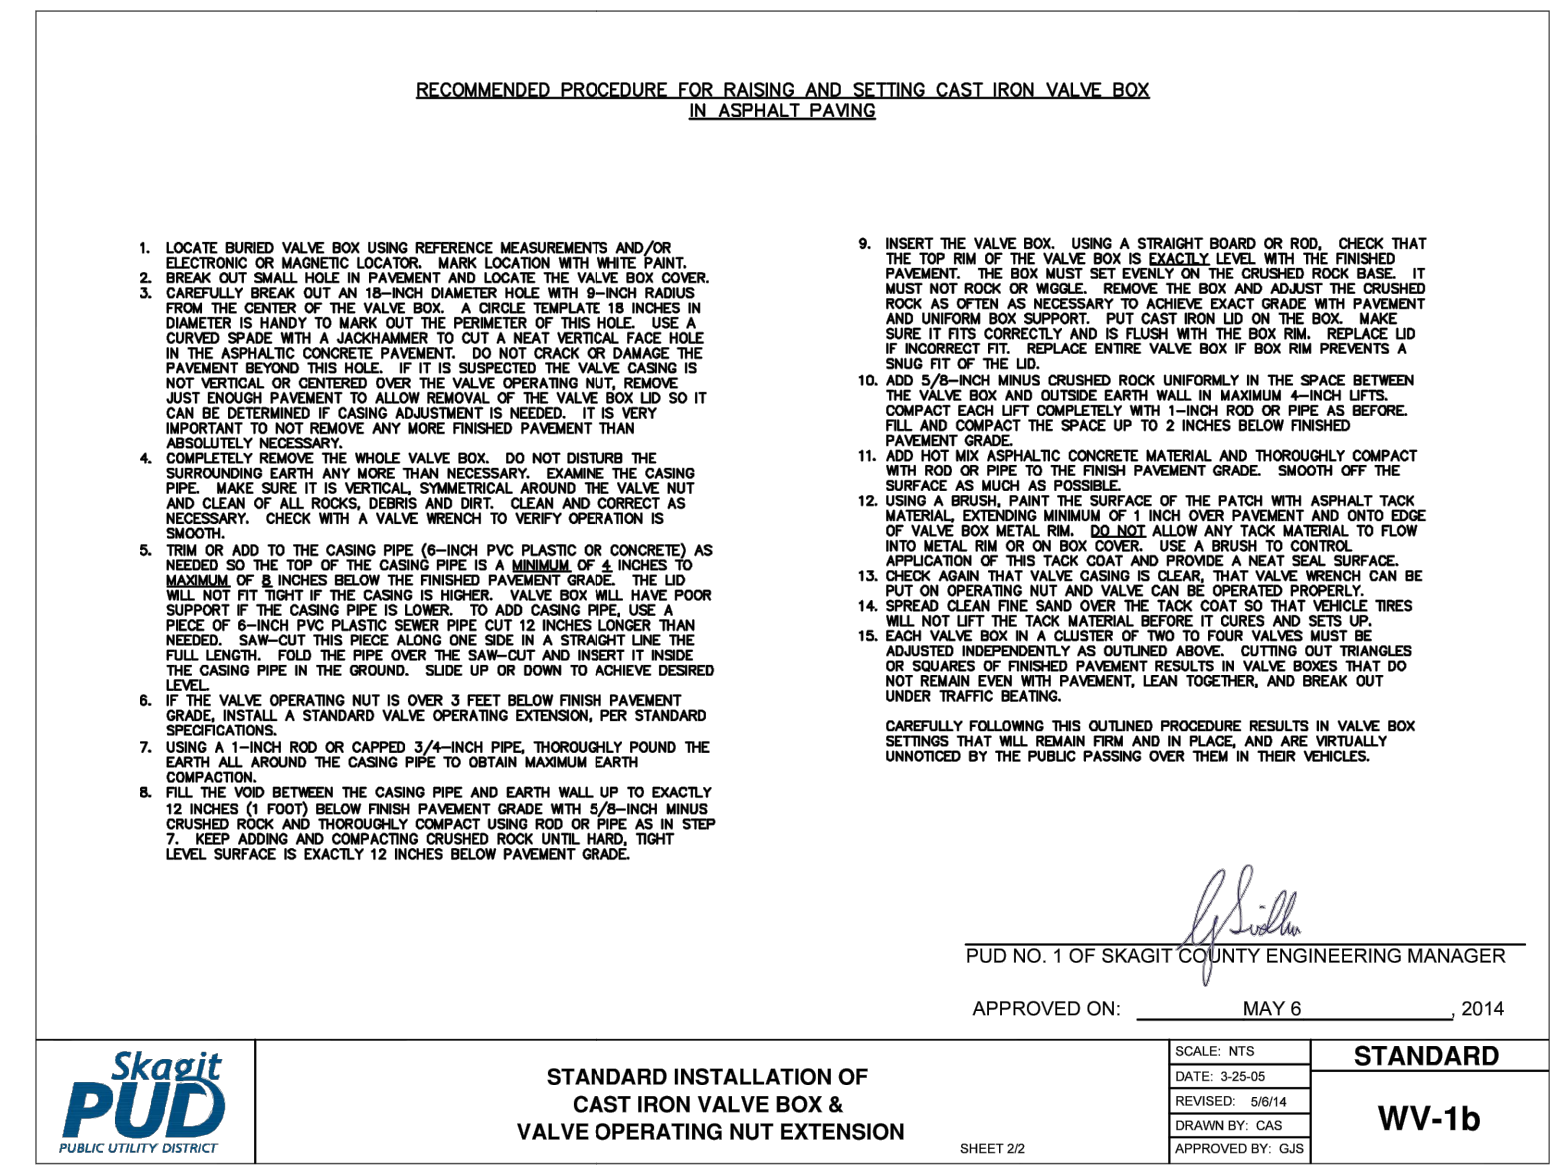 RECOMMENDED PROCEDURE FOR RAISING AND SETTING CAST IRON VALVE BOX
IN ASPHALT PAVING
1. LOCATE BURIED VALVE BOX USING REFERENCE MEASUREMENTS AND/OR
ELECTRONIC OR MAGNETIC LOCATOR. MARK LOCATION WITH WHITE PAINT.
2. BREAK OUT SMALL HOLE IN PAVEMENT AND LOCATE THE VALVE BOX COVER.
3. CAREFULLY BREAK OUT AN 18-INCH DIAMETER HOLE WITH 9-INCH RADIUS
FROM THE CENTER OF THE VALVE BOX. A CIRCLE TEMPLATE 18 INCHES IN
DIAMETER IS HANDY TO MARK OUT THE PERIMETER OF THIS HOLE. USE A
CURVED SPADE WITH A JACKHAMMER TO CUT A NEAT VERTICAL FACE HOLE
IN THE ASPHALTIC CONCRETE PAVEMENT. DO NOT CRACK OR DAMAGE THE
PAVEMENT BEYOND THIS HOLE. IF IT IS SUSPECTED THE VALVE CASING IS
NOT VERTICAL OR CENTERED OVER THE VALVE OPERATING NUT, REMOVE
JUST ENOUGH PAVEMENT TO ALLOW REMOVAL OF THE VALVE BOX LID SO IT
CAN BE DETERMINED IF CASING ADJUSTMENT IS NEEDED. IT IS VERY
IMPORTANT TO NOT REMOVE ANY MORE FINISHED PAVEMENT THAN
ABSOLUTELY NECESSARY.
4. COMPLETELY REMOVE THE WHOLE VALVE BOX. DO NOT DISTURB THE
SURROUNDING EARTH ANY MORE THAN NECESSARY. EXAMINE THE CASING
PIPE. MAKE SURE IT IS VERTICAL, SYMMETRICAL AROUND THE VALVE NUT
AND CLEAN OF ALL ROCKS, DEBRIS AND DIRT. CLEAN AND CORRECT AS
NECESSARY. CHECK WITH A VALVE WRENCH TO VERIFY OPERATION IS
SMOOTH.
5. TRIM OR ADD TO THE CASING PIPE (6-INCH PVC PLASTIC OR CONCRETE) AS
NEEDED SO THE TOP OF THE CASING PIPE IS A MINIMUM OF 4 INCHES TO
MAXIMUM OF 8 INCHES BELOW THE FINISHED PAVEMENT GRADE. THE LID
WILL NOT FIT TIGHT IF THE CASING IS HIGHER. VALVE BOX WILL HAVE POOR
SUPPORT IF THE CASING PIPE IS LOWER. TO ADD CASING PIPE, USE A
PIECE OF 6-INCH PVC PLASTIC SEWER PIPE CUT 12 INCHES LONGER THAN
NEEDED. SAW-CUT THIS PIECE ALONG ONE SIDE IN A STRAIGHT LINE THE
FULL LENGTH. FOLD THE PIPE OVER THE SAW-CUT AND INSERT IT INSIDE
THE CASING PIPE IN THE GROUND. SLIDE UP OR DOWN TO ACHIEVE DESIRED
LEVEL.
6. IF THE VALVE OPERATING NUT IS OVER 3 FEET BELOW FINISH PAVEMENT
GRADE, INSTALL A STANDARD VALVE OPERATING EXTENSION, PER STANDARD
SPECIFICATIONS.
7. USING A 1-INCH ROD OR CAPPED 3/4-INCH PIPE, THOROUGHLY POUND THE
EARTH ALL AROUND THE CASING PIPE TO OBTAIN MAXIMUM EARTH
COMPACTION.
8. FILL THE VOID BETWEEN THE CASING PIPE AND EARTH WALL UP TO EXACTLY
12 INCHES (1 FOOT) BELOW FINISH PAVEMENT GRADE WITH 5/8-INCH MINUS
CRUSHED ROCK AND THOROUGHLY COMPACT USING ROD OR PIPE AS IN STEP
7. KEEP ADDING AND COMPACTING CRUSHED ROCK UNTIL HARD, TIGHT
LEVEL SURFACE IS EXACTLY 12 INCHES BELOW PAVEMENT GRADE.
9. INSERT THE VALVE BOX. USING A STRAIGHT BOARD OR ROD, CHECK THAT
THE TOP RIM OF THE VALVE BOX IS EXACTLY LEVEL WITH THE FINISHED
PAVEMENT. THE BOX MUST SET EVENLY ON THE CRUSHED ROCK BASE. IT
MUST NOT ROCK OR WIGGLE. REMOVE THE BOX AND ADJUST THE CRUSHED
ROCK AS OFTEN AS NECESSARY TO ACHIEVE EXACT GRADE WITH PAVEMENT
AND UNIFORM BOX SUPPORT. PUT CAST IRON LID ON THE BOX. MAKE
SURE IT FITS CORRECTLY AND IS FLUSH WITH THE BOX RIM. REPLACE LID
IF INCORRECT FIT. REPLACE ENTIRE VALVE BOX IF BOX RIM PREVENTS A
SNUG FIT OF THE LID.
10. ADD 5/8-INCH MINUS CRUSHED ROCK UNIFORMLY IN THE SPACE BETWEEN
THE VALVE BOX AND OUTSIDE EARTH WALL IN MAXIMUM 4-INCH LIFTS.
COMPACT EACH LIFT COMPLETELY WITH 1-INCH ROD OR PIPE AS BEFORE.
FILL AND COMPACT THE SPACE UP TO 2 INCHES BELOW FINISHED
PAVEMENT GRADE.
11. ADD HOT MIX ASPHALTIC CONCRETE MATERIAL AND THOROUGHLY COMPACT
WITH ROD OR PIPE TO THE FINISH PAVEMENT GRADE. SMOOTH OFF THE
SURFACE AS MUCH AS POSSIBLE.
12. USING A BRUSH, PAINT THE SURFACE OF THE PATCH WITH ASPHALT TACK
MATERIAL, EXTENDING MINIMUM OF 1 INCH OVER PAVEMENT AND ONTO EDGE
OF VALVE BOX METAL RIM. DO NOT ALLOW ANY TACK MATERIAL TO FLOW
INTO METAL RIM OR ON BOX COVER. USE A BRUSH TO CONTROL
APPLICATION OF THIS TACK COAT AND PROVIDE A NEAT SEAL SURFACE.
13. CHECK AGAIN THAT VALVE CASING IS CLEAR, THAT VALVE WRENCH CAN BE
PUT ON OPERATING NUT AND VALVE CAN BE OPERATED PROPERLY.
14. SPREAD CLEAN FINE SAND OVER THE TACK COAT SO THAT VEHICLE TIRES
WILL NOT LIFT THE TACK MATERIAL BEFORE IT CURES AND SETS UP.
15. EACH VALVE BOX IN A CLUSTER OF TWO TO FOUR VALVES MUST BE
ADJUSTED INDEPENDENTLY AS OUTLINED ABOVE. CUTTING OUT TRIANGLES
OR SQUARES OF FINISHED PAVEMENT RESULTS IN VALVE BOXES THAT DO
NOT REMAIN EVEN WITH PAVEMENT, LEAN TOGETHER, AND BREAK OUT
UNDER TRAFFIC BEATING.
CAREFULLY FOLLOWING THIS OUTLINED PROCEDURE RESULTS IN VALVE BOX
SETTINGS THAT WILL REMAIN FIRM AND IN PLACE, AND ARE VIRTUALLY
UNNOTICED BY THE PUBLIC PASSING OVER THEM IN THEIR VEHICLES.
PUD NO. 1 OF SKAGIT COUNTY ENGINEERING MANAGER
APPROVED ON: MAY 6, 2014
Skagit
PUD
PUBLIC UTILITY DISTRICT
STANDARD INSTALLATION OF
CAST IRON VALVE BOX &
VALVE OPERATING NUT EXTENSION
SHEET 2/2
SCALE: NTS
DATE: 3-25-05
REVISED: 5/6/14
DRAWN BY: CAS
APPROVED BY: GJS
STANDARD
WV-1b